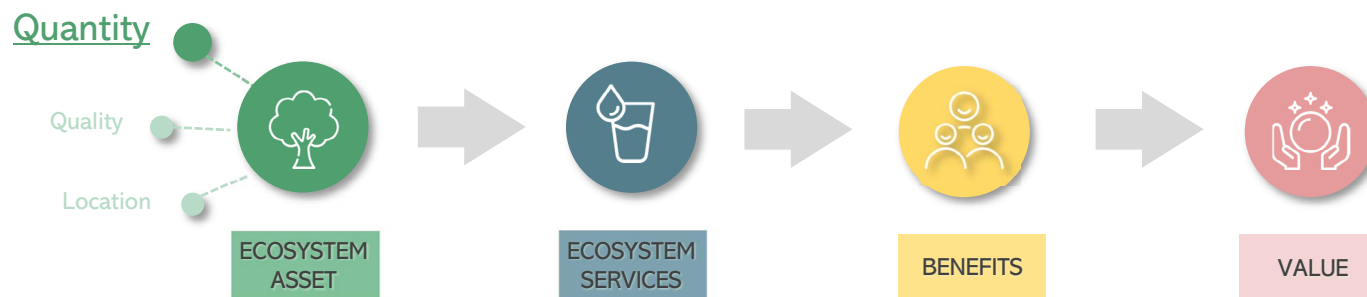 Quantity
Quality
Location
ECOSYSTEM
ASSET
ECOSYSTEM
SERVICES
BENEFITS
VALUE